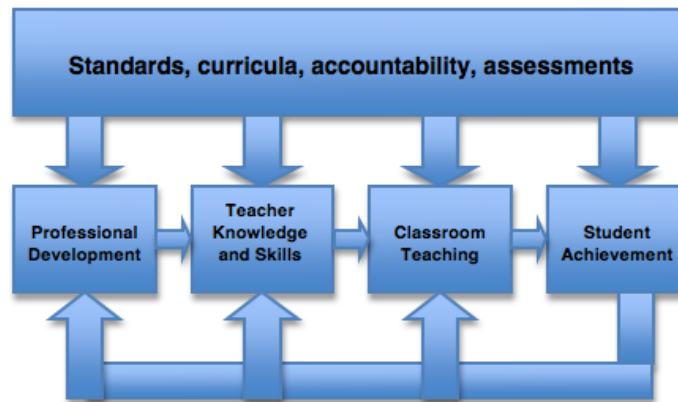 Standards, curricula, accountability, assessments
Professional
Development
Teacher
Knowledge
and Skills
Classroom
Teaching
Student
Achievement